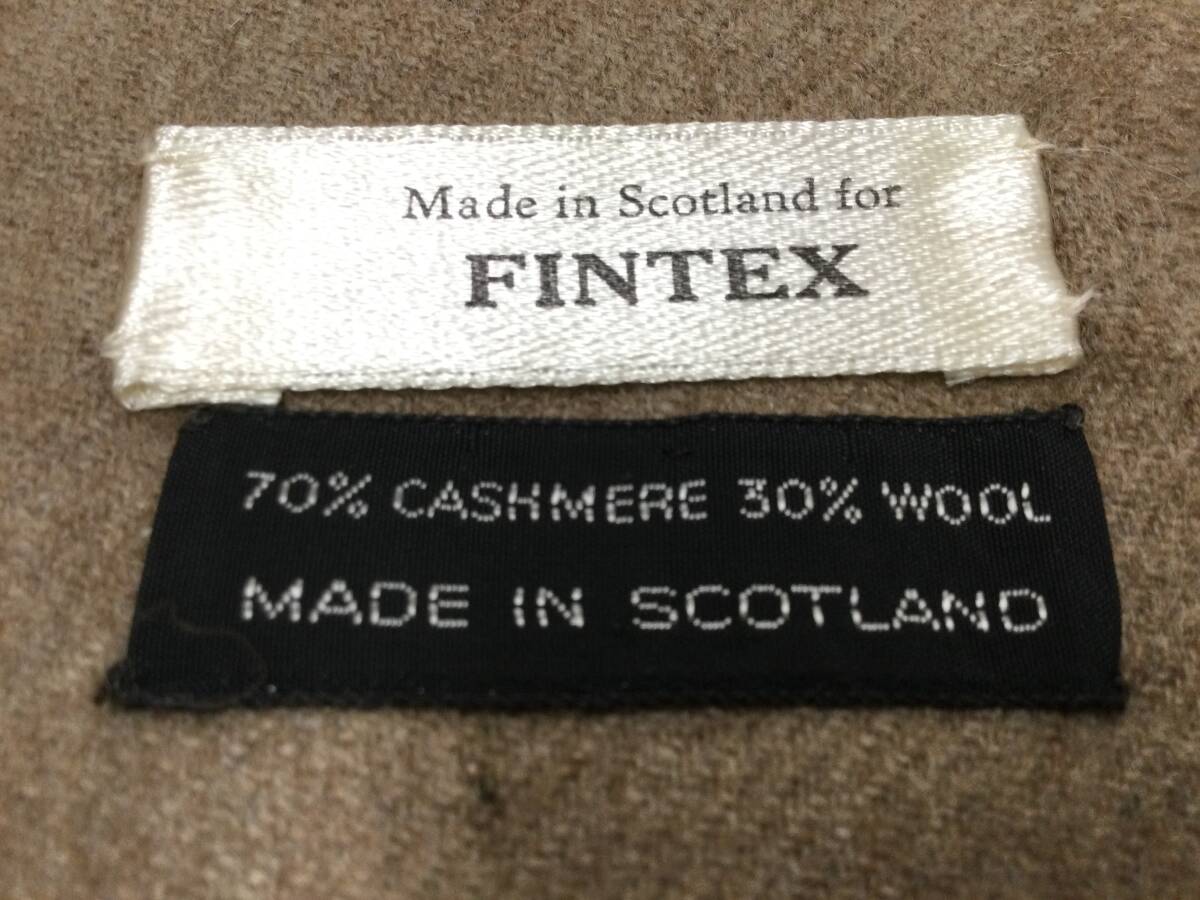 Made in Scotland for
FINTEX
70% CASHMERE 30% WOOL
MADE IN SCOTLAND